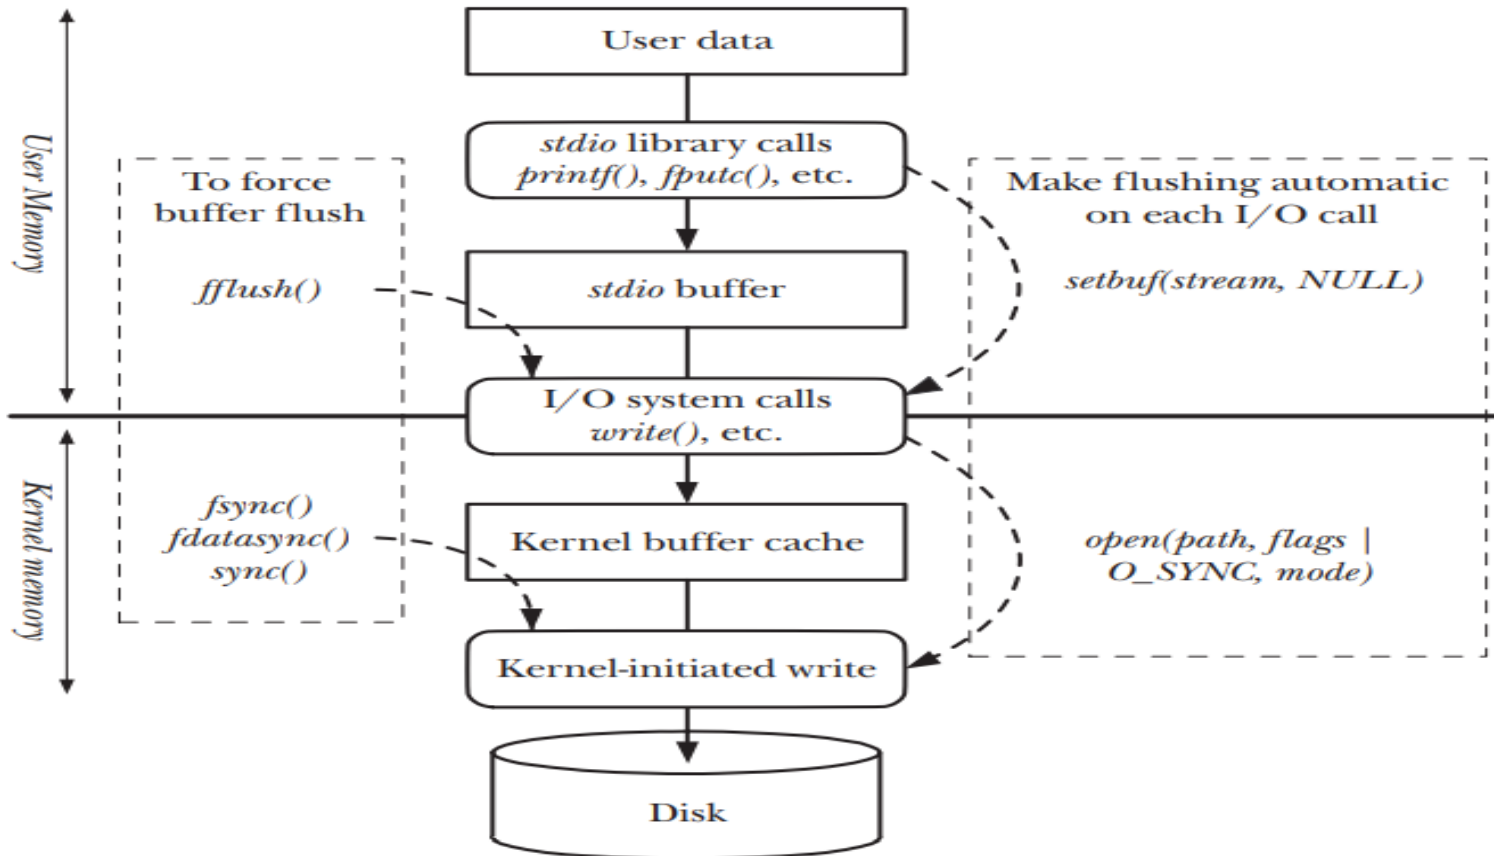 User data
stdio library calls
printf(), fputc(), etc.
User Memory
To force
buffer flush
fflush()
Make flushing automatic
on each I/O call
setbuf(stream, NULL)
stdio buffer
I/O system calls
write(), etc.
Kernel memory
fsync()
fdatasync()
sync()
Kernel buffer cache
open(path, flags |
O_SYNC, mode)
Kernel-initiated write
Disk